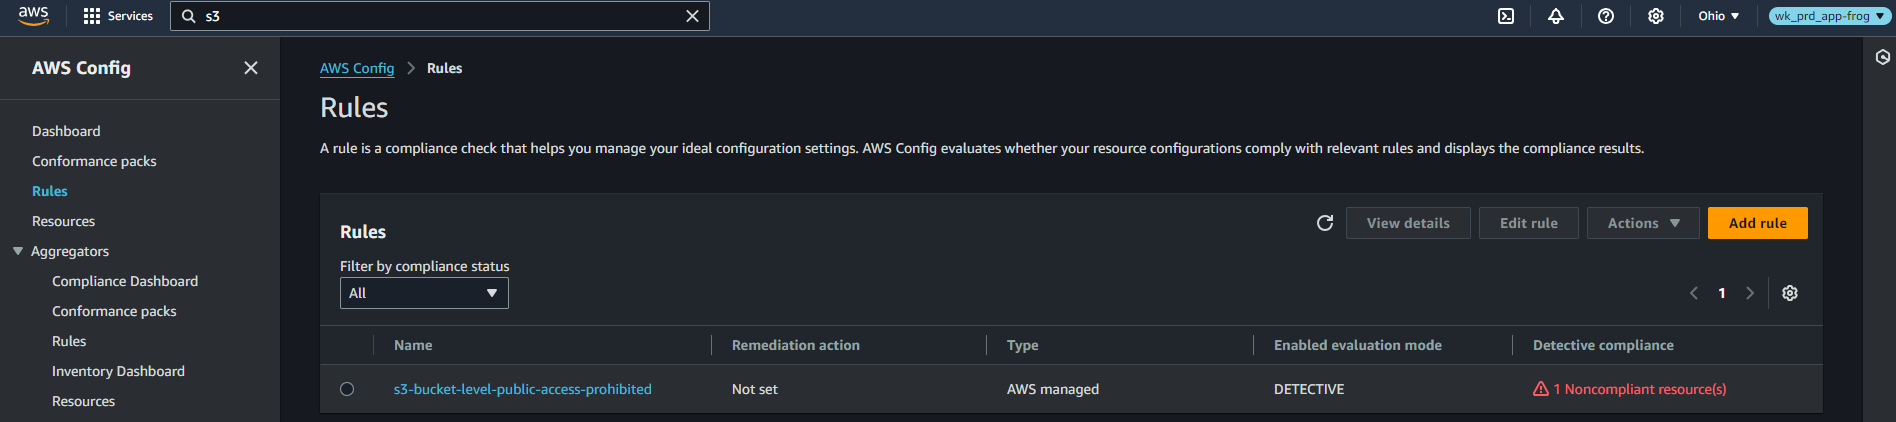 aws Services s3 Ohio wk_prd_app-frog
AWS Config
Dashboard
Conformance packs
Rules
Resources
Aggregators
Compliance Dashboard
Conformance packs
Rules
Inventory Dashboard
Resources
AWS Config Rules
Rules
A rule is a compliance check that helps you manage your ideal configuration settings. AWS Config evaluates whether your resource configurations comply with relevant rules and displays the compliance results.
Rules View details Edit rule Actions Add rule
Filter by compliance status
All 1
Name Remediation action Type Enabled evaluation mode Detective compliance
s3-bucket-level-public-access-prohibited Not set AWS managed DETECTIVE 1 Noncompliant resource(s)